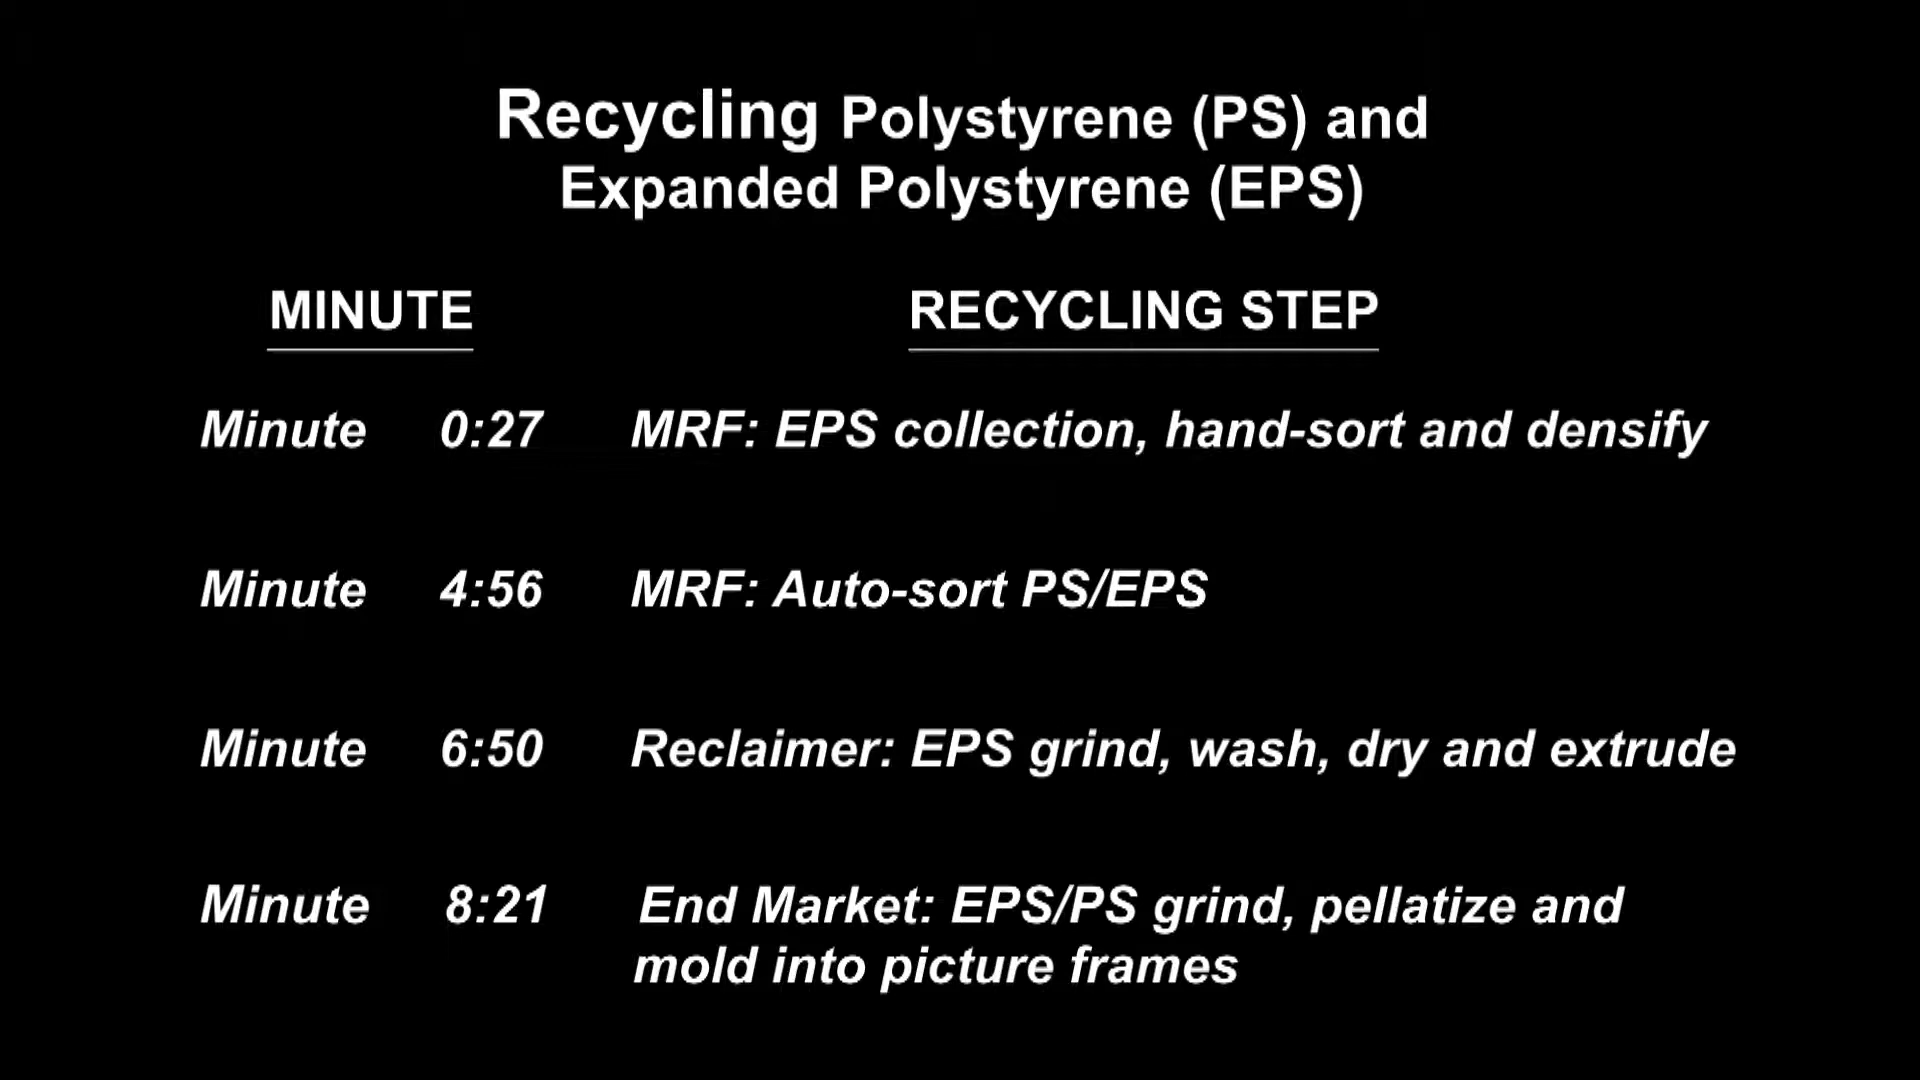 Recycling Polystyrene (PS) and
Expanded Polystyrene (EPS)
MINUTE RECYCLING STEP
Minute 0:27 MRF: EPS collection, hand-sort and densify
Minute 4:56 MRF: Auto-sort PS/EPS
Minute 6:50 Reclaimer: EPS grind, wash, dry and extrude
Minute 8:21 End Market: EPS/PS grind, pellatize and
mold into picture frames